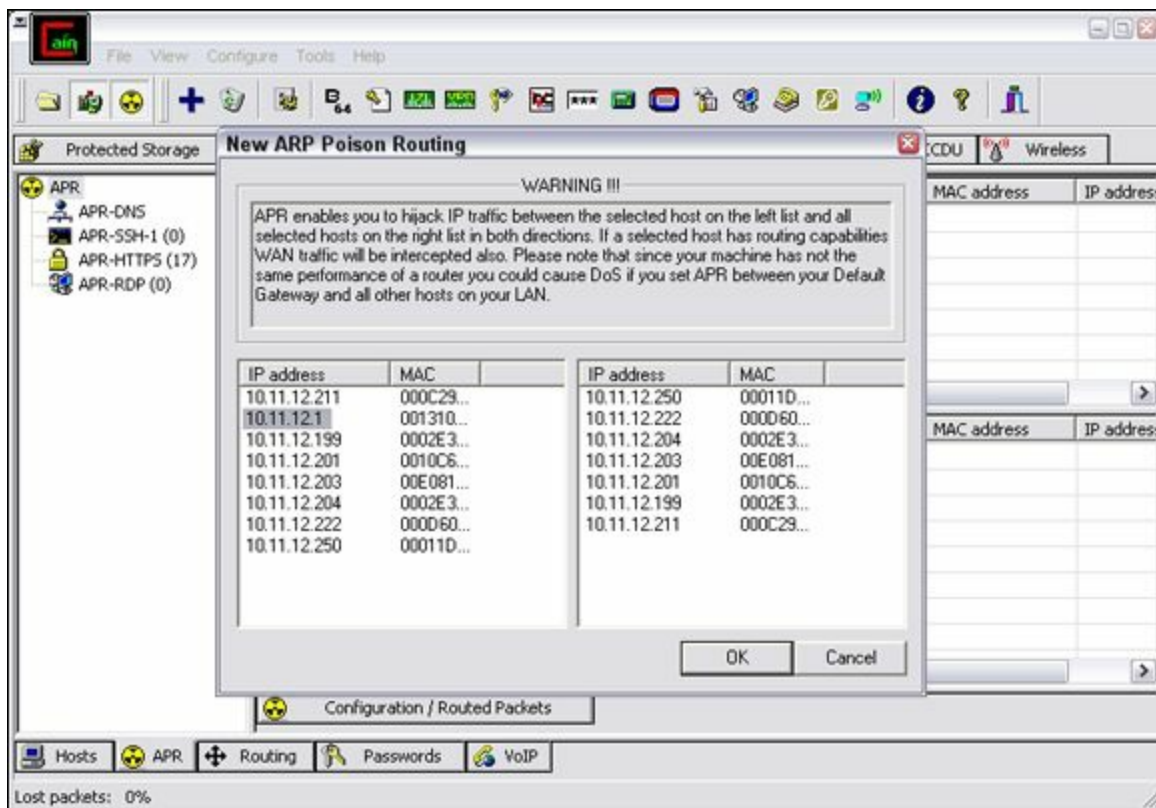 Cain
File View Configure Tools Help
B64
Protected Storage
CCDU
Wireless
New ARP Poison Routing
WARNING !!!
APR enables you to hijack IP traffic between the selected host on the left list and all
selected hosts on the right list in both directions. If a selected host has routing capabilities
WAN traffic will be intercepted also. Please note that since your machine has not the
same performance of a router you could cause DoS if you set APR between your Default
Gateway and all other hosts on your LAN.
APR
APR-DNS
APR-SSH-1 (0)
APR-HTTPS (17)
APR-RDP (0)
MAC address IP address
IP address MAC
10.11.12.211 000C29...
10.11.12.1 001310...
10.11.12.199 0002E3...
10.11.12.201 0010C6...
10.11.12.203 00E081...
10.11.12.204 0002E3...
10.11.12.222 000D60...
10.11.12.250 00011D...
IP address MAC
10.11.12.250 00011D...
10.11.12.222 000D60...
10.11.12.204 0002E3...
10.11.12.203 00E081...
10.11.12.201 0010C6...
10.11.12.199 0002E3...
10.11.12.211 000C29...
MAC address IP address
OK Cancel
Configuration / Routed Packets
Hosts APR Routing Passwords VoIP
Lost packets: 0%